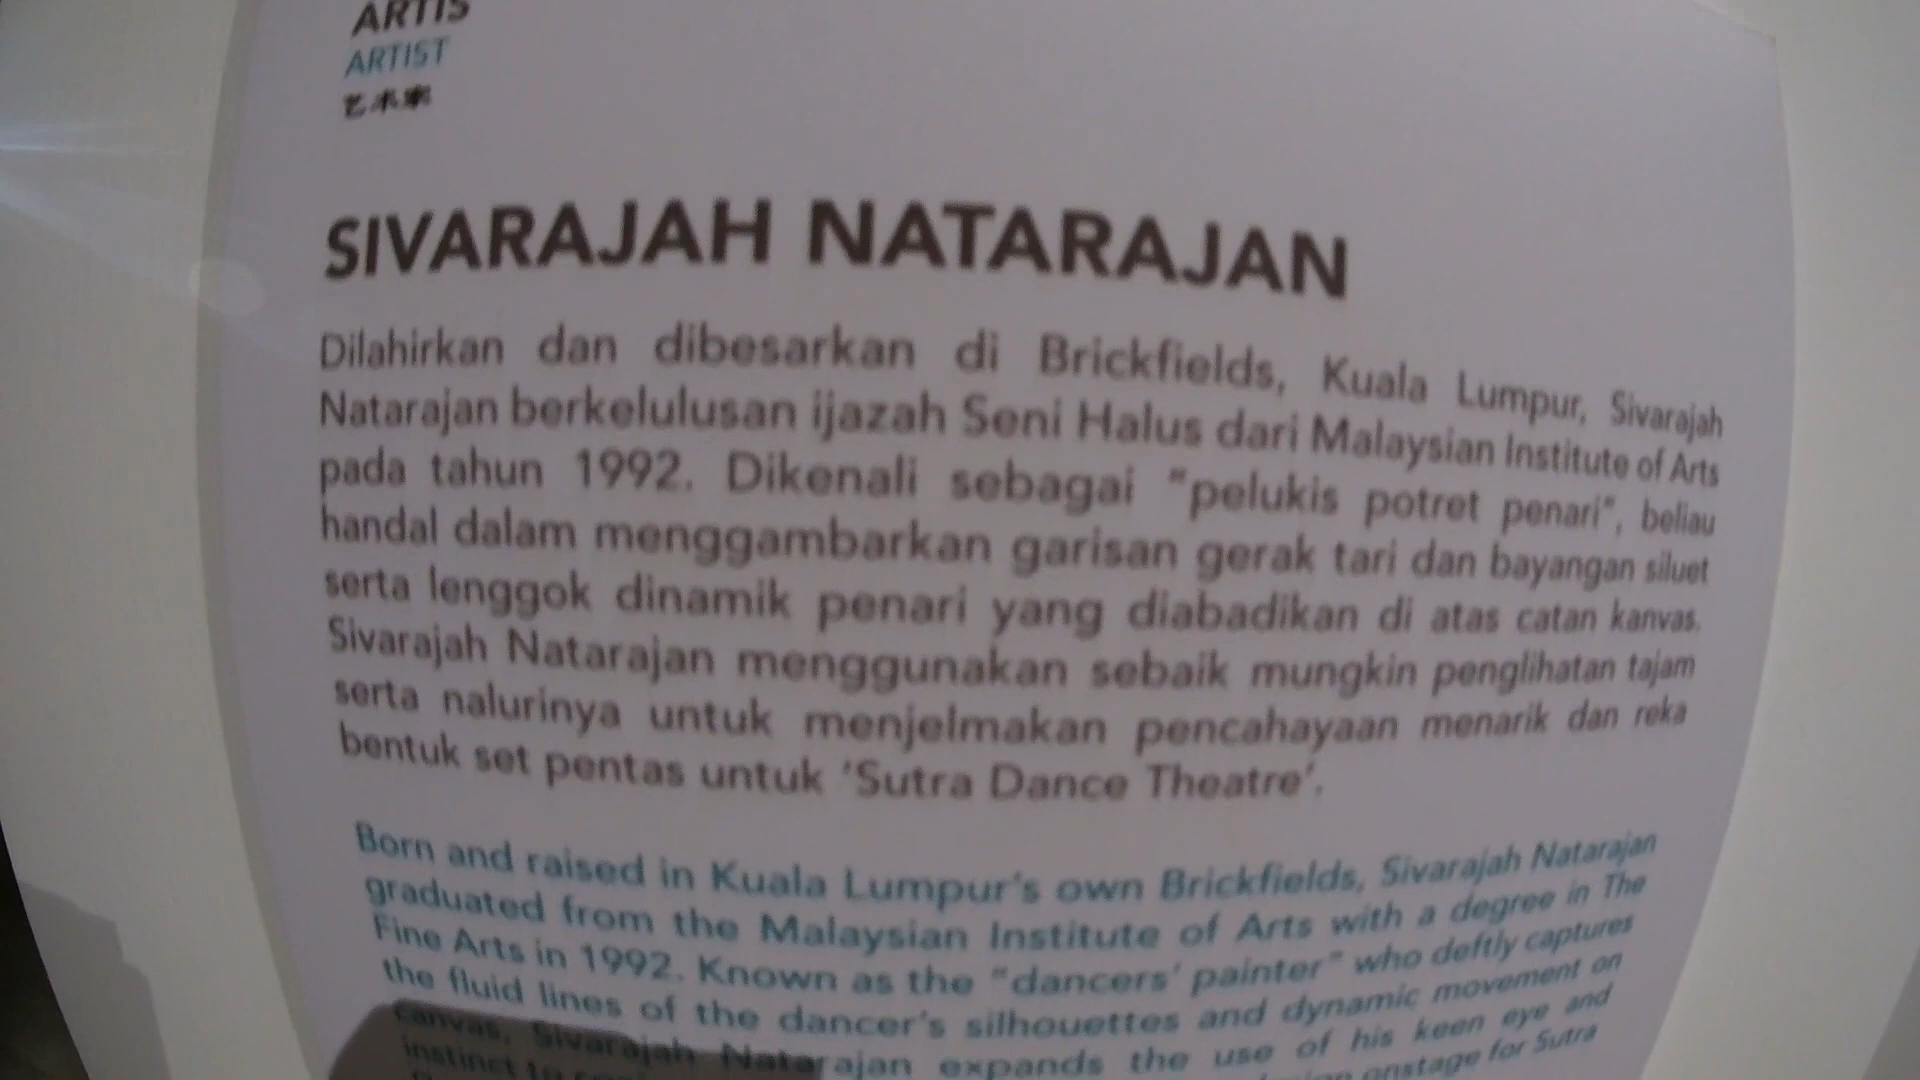 ARTIS
ARTIST
艺术家
SIVARAJAH NATARAJAN
Dilahirkan dan dibesarkan di Brickfields, Kuala Lumpur, Sivarajah
Natarajan berkelulusan ijazah Seni Halus dari Malaysian Institute of Arts
pada tahun 1992. Dikenali sebagai "pelukis potret penari", beliau
handal dalam menggambarkan garisan gerak tari dan bayangan siluet
serta lenggok dinamik penari yang diabadikan di atas catan kanvas.
Sivarajah Natarajan menggunakan sebaik mungkin penglihatan tajam
serta nalurinya untuk menjelmakan pencahayaan menarik dan reka
bentuk set pentas untuk 'Sutra Dance Theatre'.
Born and raised in Kuala Lumpur's own Brickfields, Sivarajah Natarajan
graduated from the Malaysian Institute of Arts with a degree in The
Fine Arts in 1992. Known as the "dancers' painter" who deftly captures
the fluid lines of the dancer's silhouettes and dynamic movement on
canvas, Sivarajah Natarajan expands the use of his keen eye and
instinct to onstage for Sutra